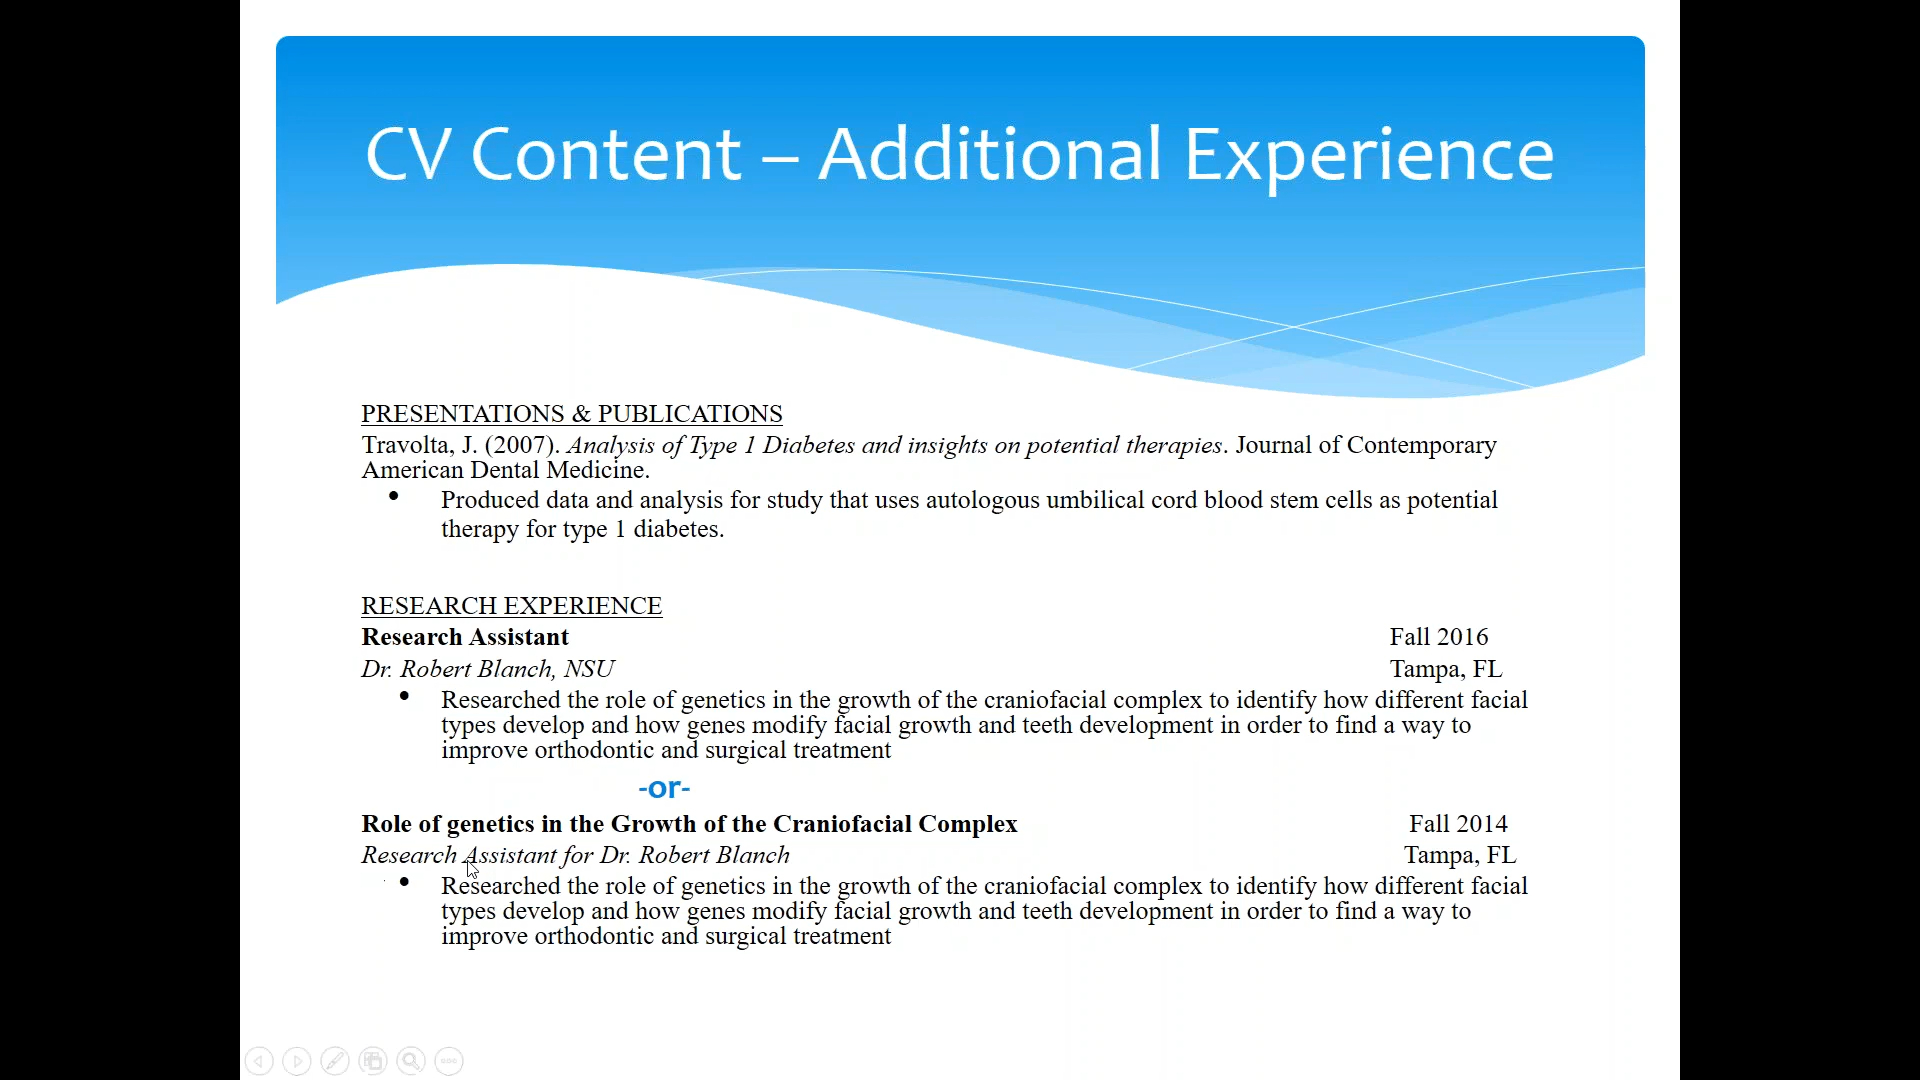 CV Content – Additional Experience
PRESENTATIONS & PUBLICATIONS
Travolta, J. (2007). Analysis of Type 1 Diabetes and insights on potential therapies. Journal of Contemporary
American Dental Medicine.
• Produced data and analysis for study that uses autologous umbilical cord blood stem cells as potential
therapy for type 1 diabetes.
RESEARCH EXPERIENCE
Research Assistant Fall 2016
Dr. Robert Blanch, NSU Tampa, FL
• Researched the role of genetics in the growth of the craniofacial complex to identify how different facial
types develop and how genes modify facial growth and teeth development in order to find a way to
improve orthodontic and surgical treatment
-or-
Role of genetics in the Growth of the Craniofacial Complex Fall 2014
Research Assistant for Dr. Robert Blanch Tampa, FL
• Researched the role of genetics in the growth of the craniofacial complex to identify how different facial
types develop and how genes modify facial growth and teeth development in order to find a way to
improve orthodontic and surgical treatment